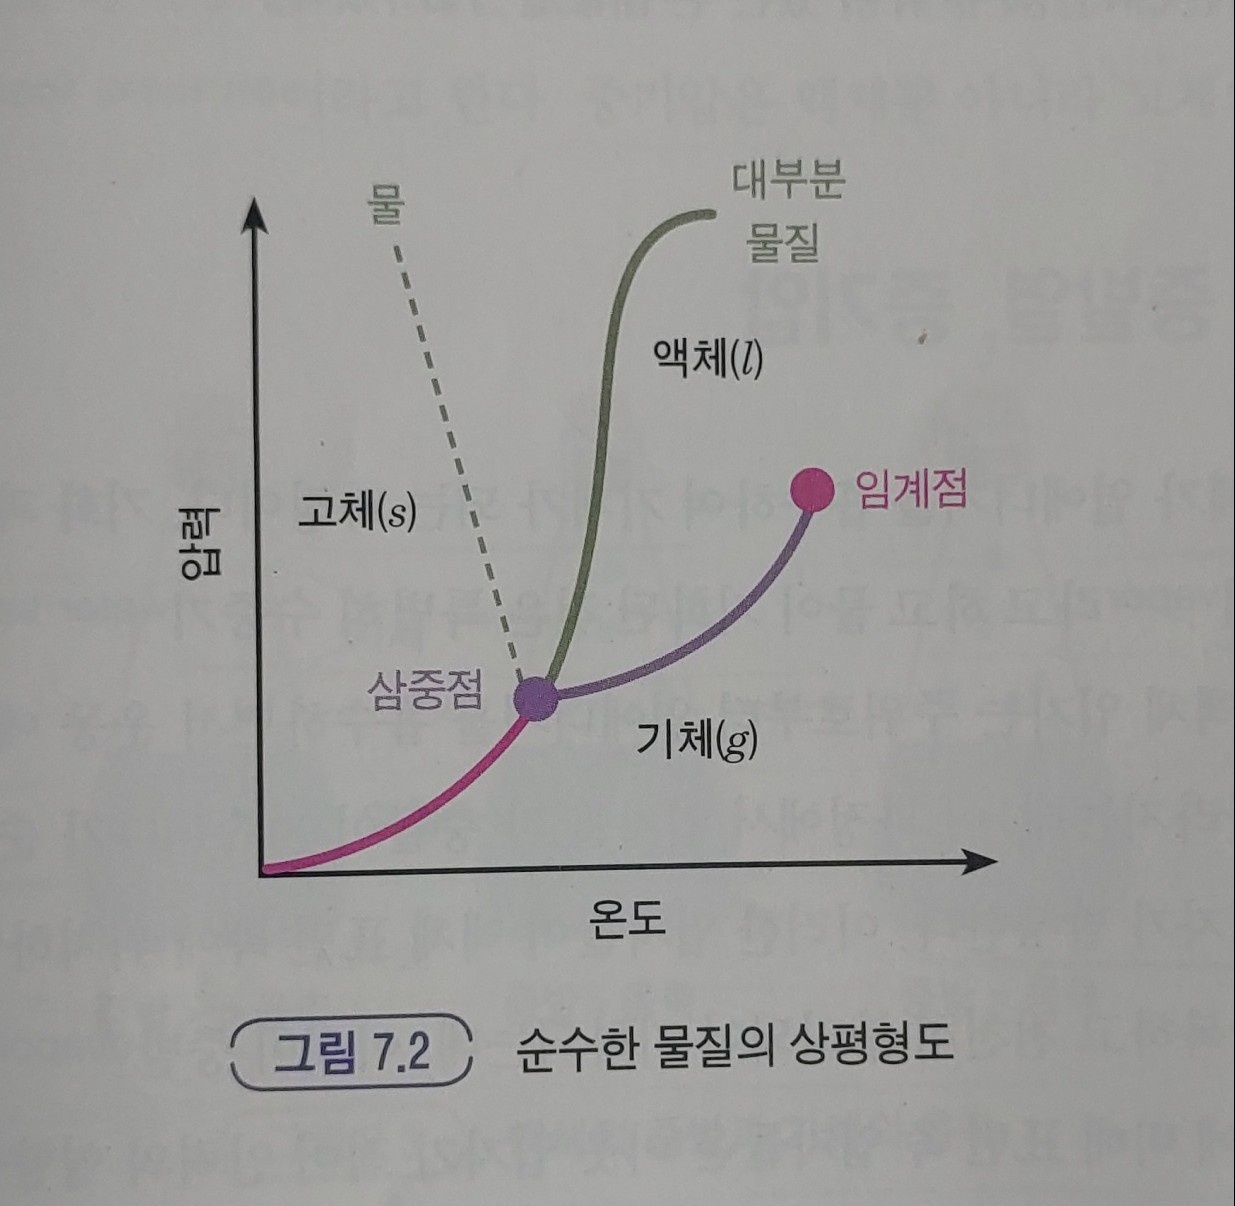 물
대부분
물질
액체(l)
고체(s)
임계점
압력
삼중점
기체(g)
온도
그림 7.2 순수한 물질의 상평형도